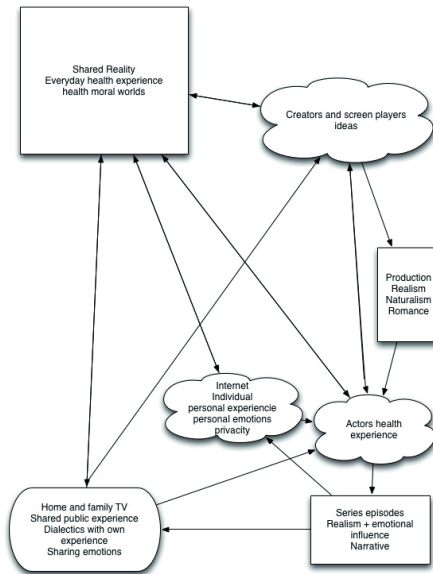 Shared Reality
Everyday health experience
health moral worlds
Creators and screen players
ideas
Production
Realism
Naturalism
Romance
Internet
Individual
personal experiencie
personal emotions
privacity
Actors health
experience
Home and family TV
Shared public experience
Dialectics with own
experience
Sharing emotions
Series episodes
Realism + emotional
influence
Narrative